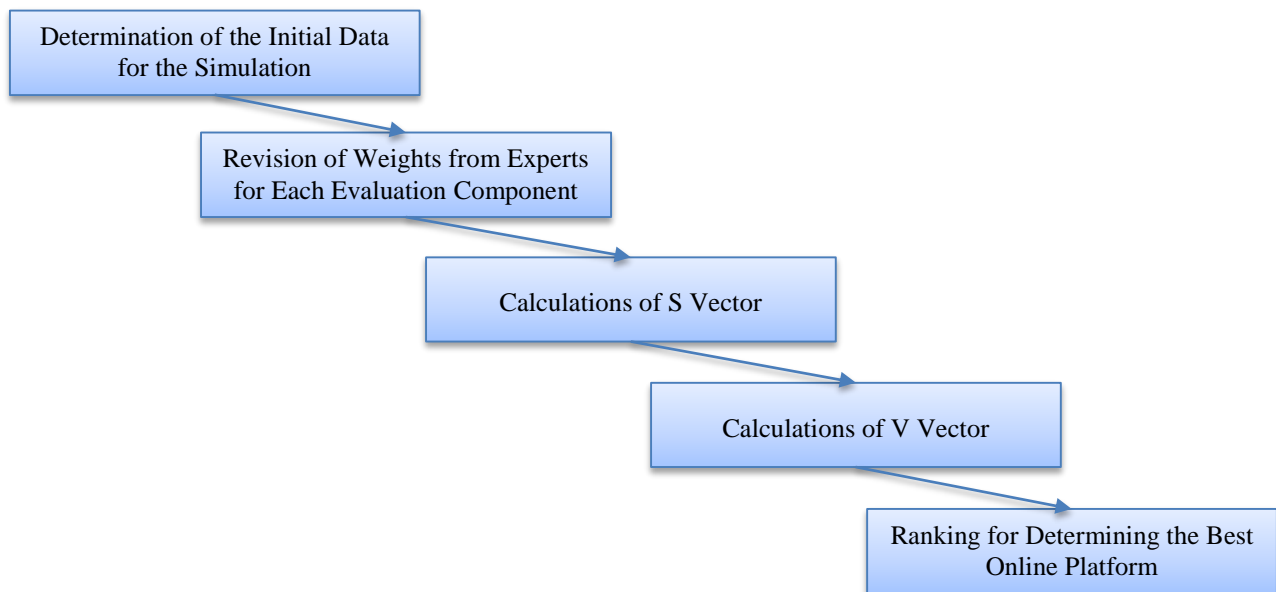 Determination of the Initial Data
for the Simulation
Revision of Weights from Experts
for Each Evaluation Component
Calculations of S Vector
Calculations of V Vector
Ranking for Determining the Best
Online Platform